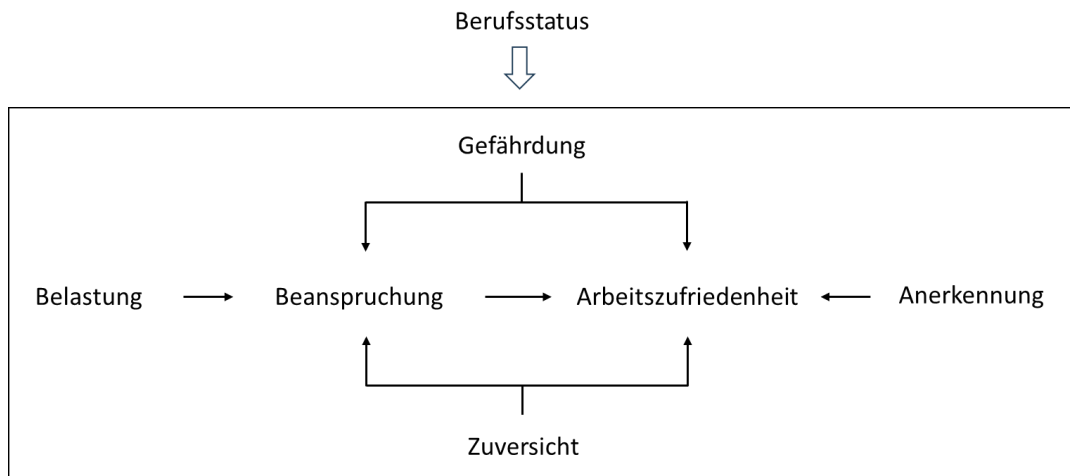 Berufsstatus
Gefährdung
Belastung Beanspruchung Arbeitszufriedenheit Anerkennung
Zuversicht